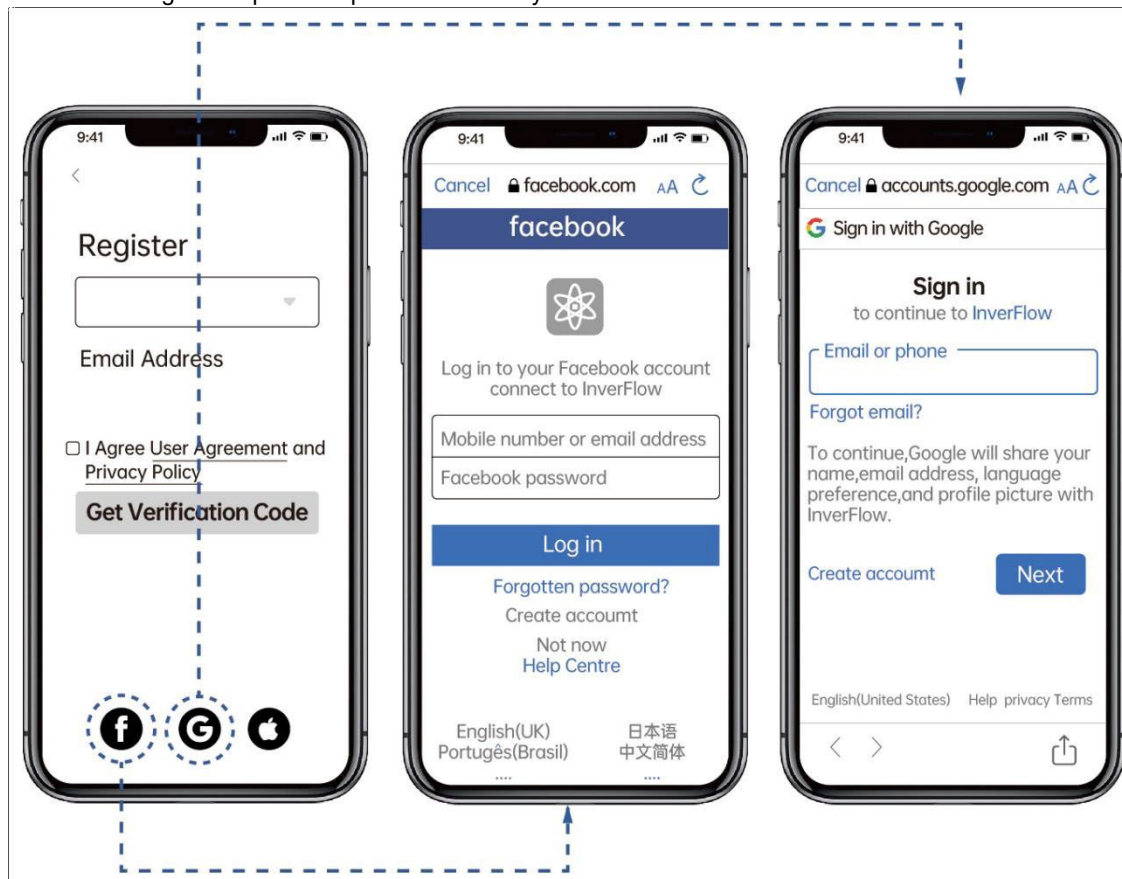 9:41
Register
Email Address
I Agree User Agreement and
Privacy Policy
Get Verification Code
9:41
Cancel facebook.com AA
facebook
Log in to your Facebook account
connect to InverFlow
Mobile number or email address
Facebook password
Log in
Forgotten password?
Create accoumt
Not now
Help Centre
English(UK) 日本语
Portugês(Brasil) 中文简体
.... ....
9:41
Cancel accounts.google.com AA
G Sign in with Google
Sign in
to continue to InverFlow
Email or phone
Forgot email?
To continue,Google will share your
name,email address, language
preference,and profile picture with
InverFlow.
Create accoumt Next
English(United States) Help privacy Terms
f G